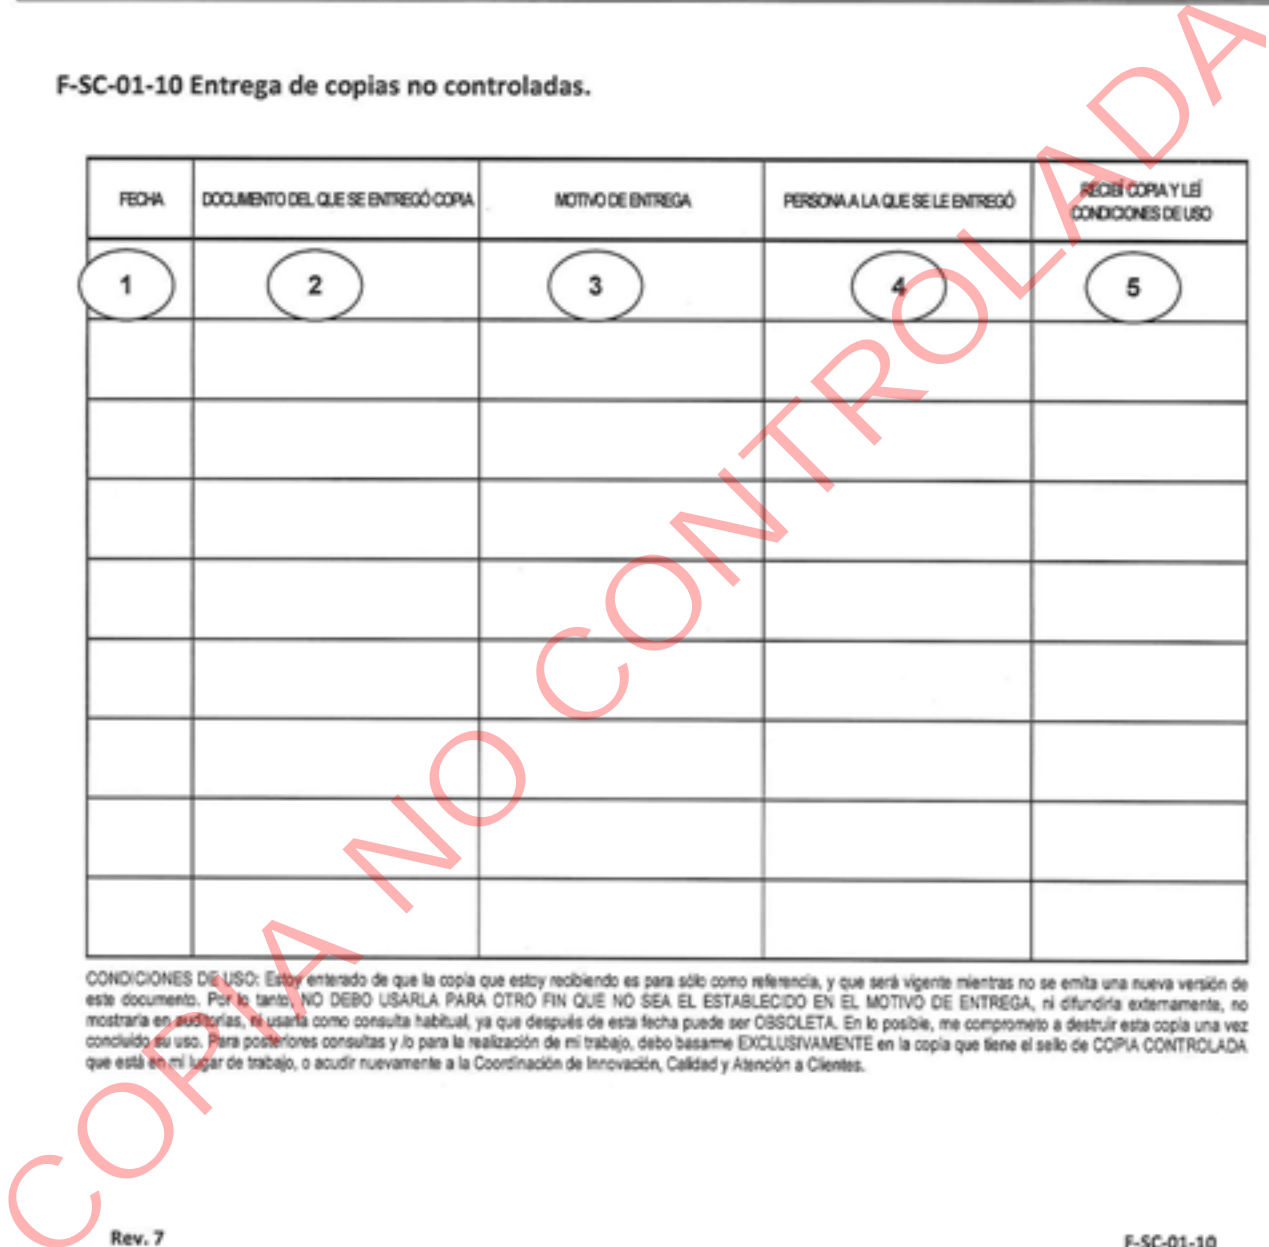 F-SC-01-10 Entrega de copias no controladas.
FECHA
DOCUMENTO DEL QUE SE ENTREGÓ COPIA
MOTIVO DE ENTREGA
PERSONA A LA QUE SE LE ENTREGÓ
RECIBÍ COPIA Y LEÍ
CONDICIONES DE USO
1
2
3
4
5
CONDICIONES DE USO: Estoy enterado de que la copia que estoy recibiendo es para sólo como referencia, y que será vigente mientras no se emita una nueva versión de
este documento. Por lo tanto, NO DEBO USARLA PARA OTRO FIN QUE NO SEA EL ESTABLECIDO EN EL MOTIVO DE ENTREGA, ni difundirla externamente, no
mostrarla en auditorías, ni usarla como consulta habitual, ya que después de esta fecha puede ser OBSOLETA. En lo posible, me comprometo a destruir esta copia una vez
concluido su uso. Para posteriores consultas y /o para la realización de mi trabajo, debo basarme EXCLUSIVAMENTE en la copia que tiene el sello de COPIA CONTROLADA
que está en mi lugar de trabajo, o acudir nuevamente a la Coordinación de Innovación, Calidad y Atención a Clientes.
COPIA NO CONTROLADA
Rev. 7
F-SC-01-10